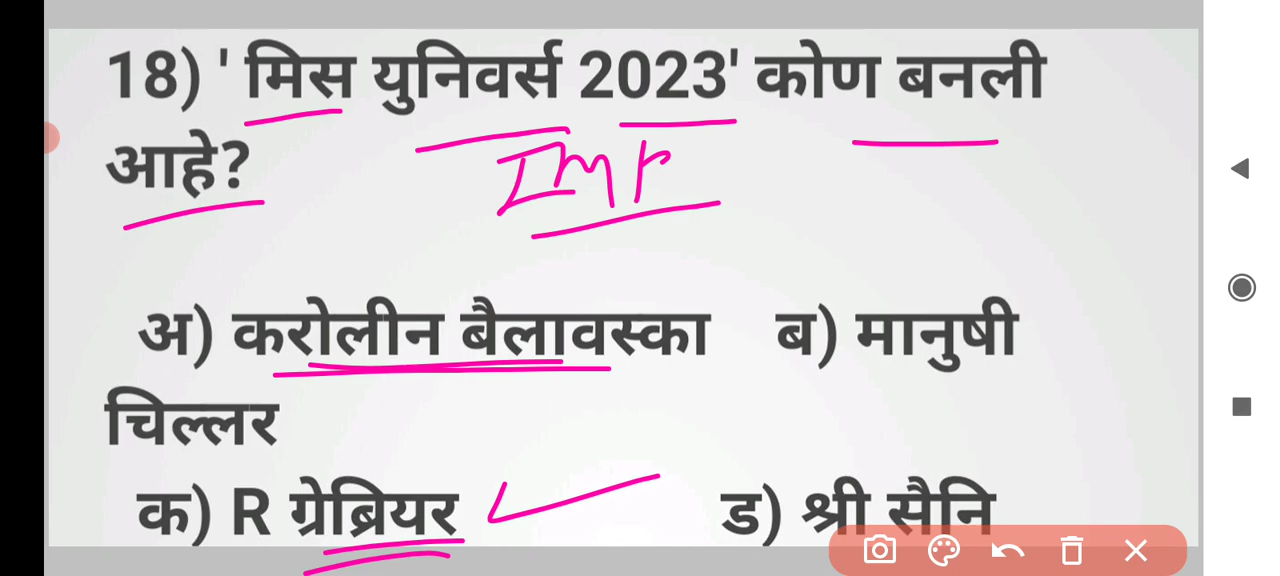 18) ' मिस युनिवर्स 2023' कोण बनली
आहे?
IMP
अ) करोलीन बैलावस्का ब) मानुषी
चिल्लर
क) R ग्रेब्रियर ड) श्री सैनि